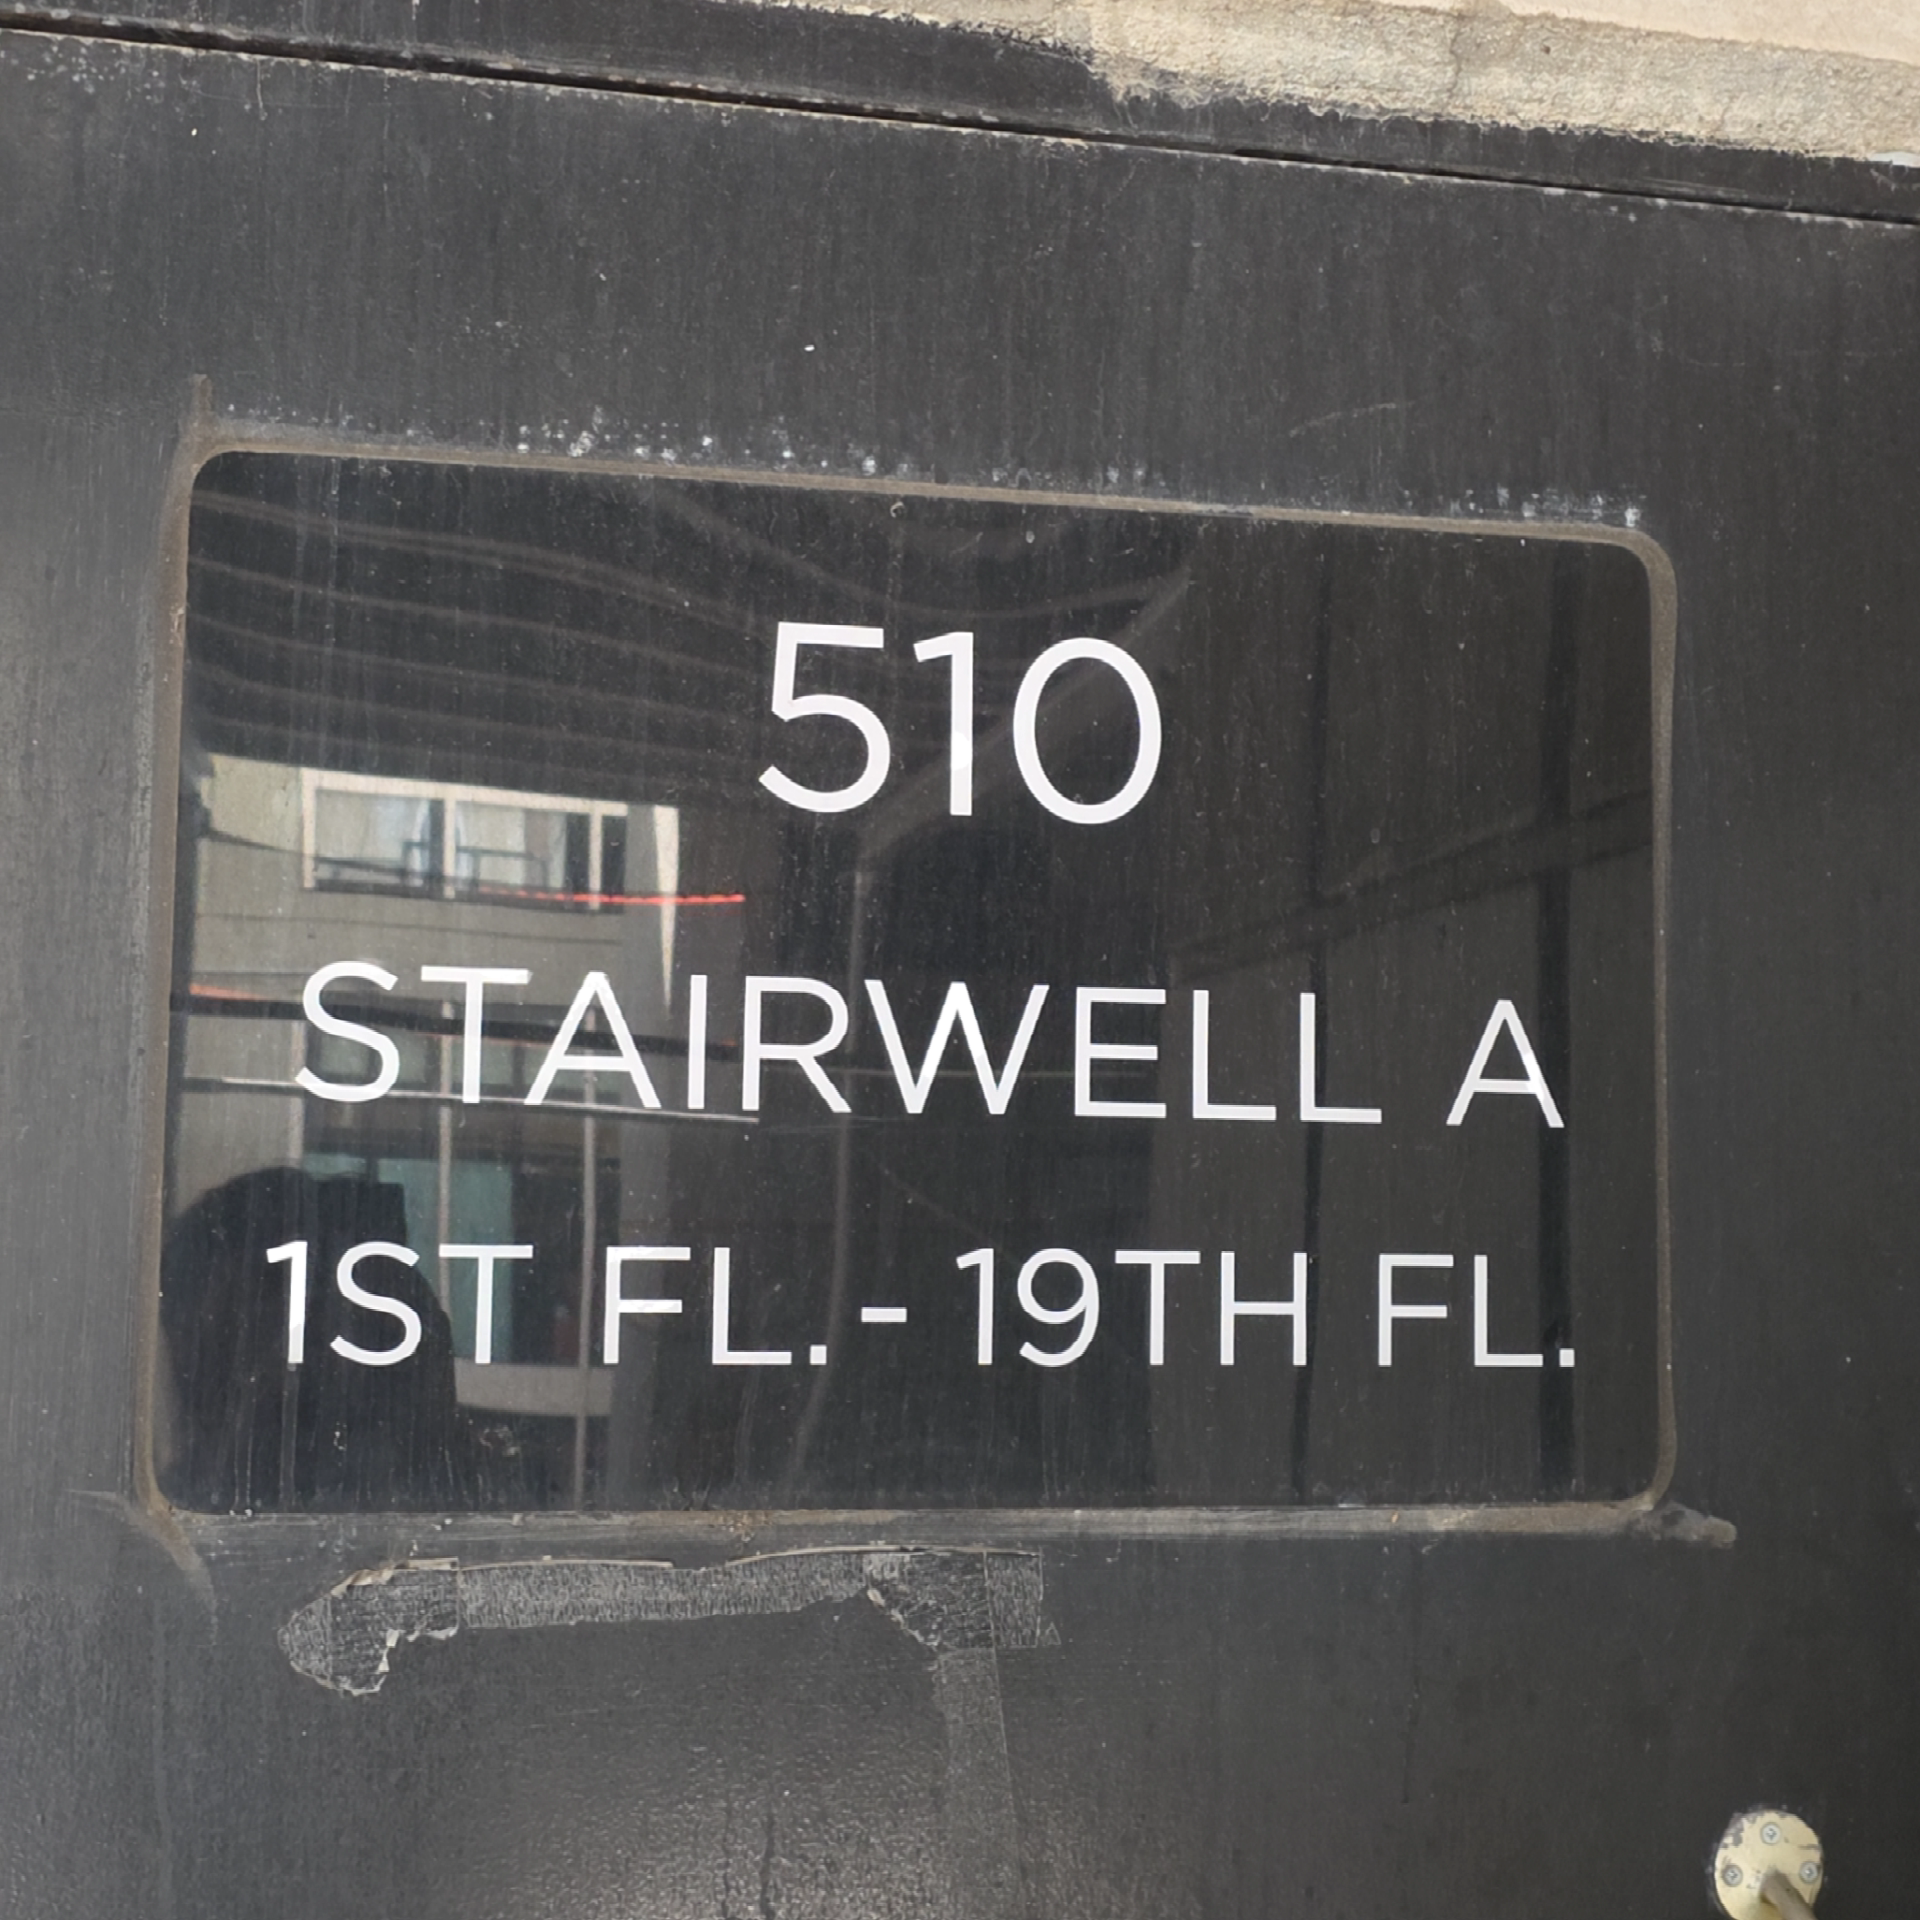 510
STAIRWELL A
1ST FL. - 19TH FL.